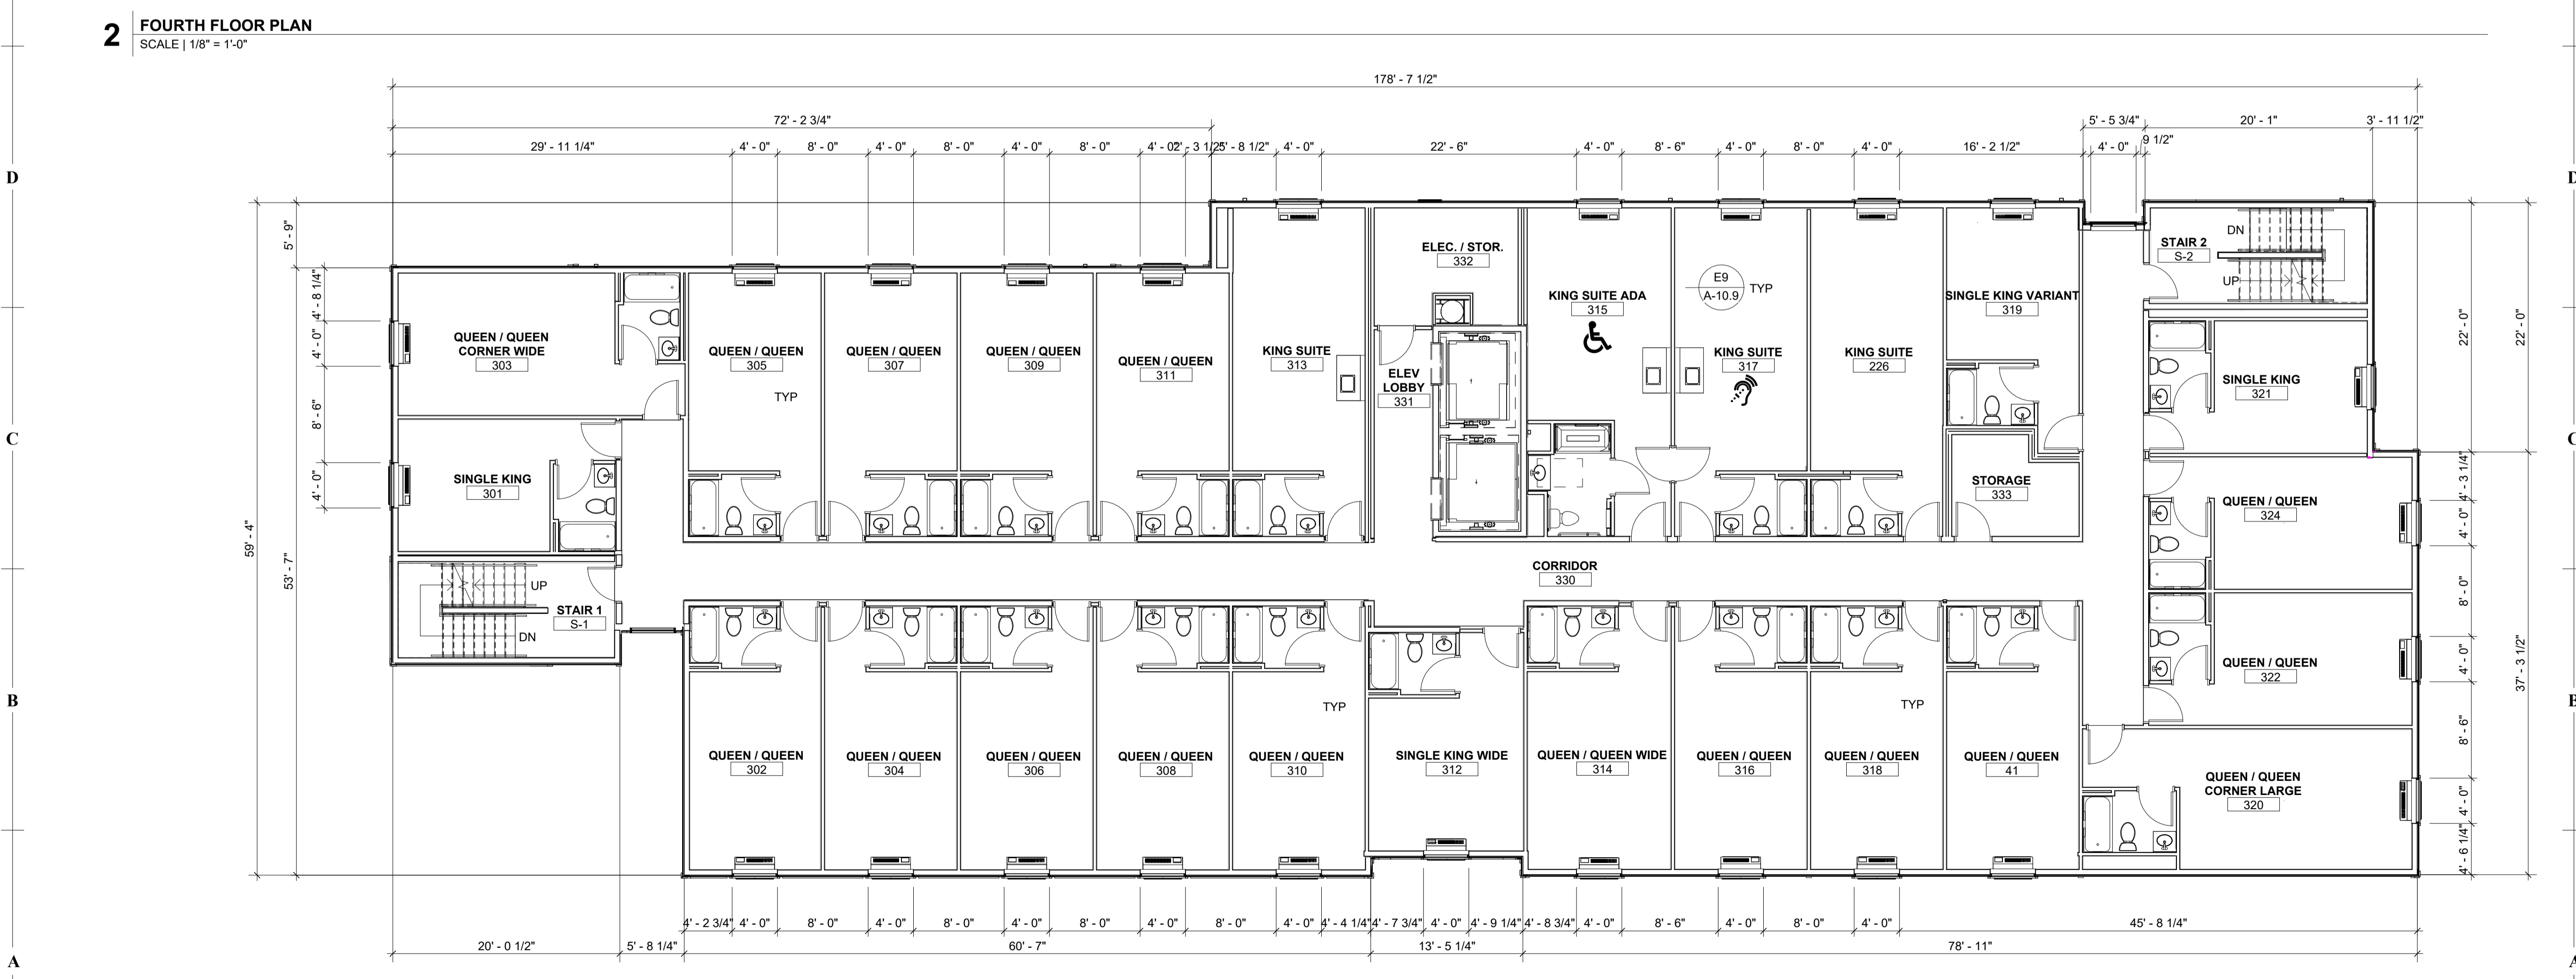 2
FOURTH FLOOR PLAN
SCALE | 1/8" = 1'-0"
178' - 7 1/2"
72' - 2 3/4"
5' - 5 3/4"
20' - 1"
3' - 11 1/2"
29' - 11 1/4"
4' - 0"
8' - 0"
4' - 0"
8' - 0"
4' - 0"
8' - 0"
4' - 0"
2' - 3 1/2"
5' - 8 1/2"
4' - 0"
22' - 6"
4' - 0"
8' - 6"
4' - 0"
8' - 0"
4' - 0"
16' - 2 1/2"
4' - 0"
9 1/2"
D
D
C
C
B
B
A
A
5' - 9"
59' - 4"
53' - 7"
4' - 8 1/4"
4' - 0"
8' - 6"
4' - 0"
QUEEN / QUEEN
CORNER WIDE
303
SINGLE KING
301
UP
STAIR 1
S-1
DN
QUEEN / QUEEN
305
TYP
QUEEN / QUEEN
307
QUEEN / QUEEN
309
QUEEN / QUEEN
311
KING SUITE
313
ELEC. / STOR.
332
ELEV
LOBBY
331
KING SUITE ADA
315
E9
A-10.9
TYP
KING SUITE
317
KING SUITE
226
SINGLE KING VARIANT
319
STORAGE
333
DN
STAIR 2
S-2
UP
SINGLE KING
321
QUEEN / QUEEN
324
QUEEN / QUEEN
322
QUEEN / QUEEN
CORNER LARGE
320
CORRIDOR
330
QUEEN / QUEEN
302
QUEEN / QUEEN
304
QUEEN / QUEEN
306
QUEEN / QUEEN
308
TYP
QUEEN / QUEEN
310
SINGLE KING WIDE
312
QUEEN / QUEEN WIDE
314
QUEEN / QUEEN
316
TYP
QUEEN / QUEEN
318
QUEEN / QUEEN
41
22' - 0"
22' - 0"
4' - 3 1/4"
4' - 0"
8' - 0"
4' - 0"
8' - 6"
4' - 0"
4' - 6 1/4"
37' - 3 1/2"
4' - 2 3/4"
4' - 0"
8' - 0"
4' - 0"
8' - 0"
4' - 0"
8' - 0"
4' - 0"
8' - 0"
4' - 0"
4' - 4 1/4"
4' - 7 3/4"
4' - 0"
4' - 9 1/4"
4' - 8 3/4"
4' - 0"
8' - 6"
4' - 0"
8' - 0"
4' - 0"
45' - 8 1/4"
20' - 0 1/2"
5' - 8 1/4"
60' - 7"
13' - 5 1/4"
78' - 11"